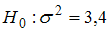 H₀ : σ² = 3,4